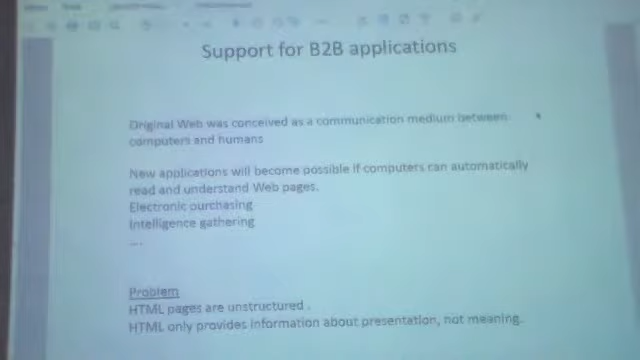 Support for B2B applications
Original Web was conceived as a communication medium between
computers and humans
New applications will become possible if computers can automatically
read and understand Web pages.
Electronic purchasing
Intelligence gathering
....
Problem
HTML pages are unstructured .
HTML only provides information about presentation, not meaning.